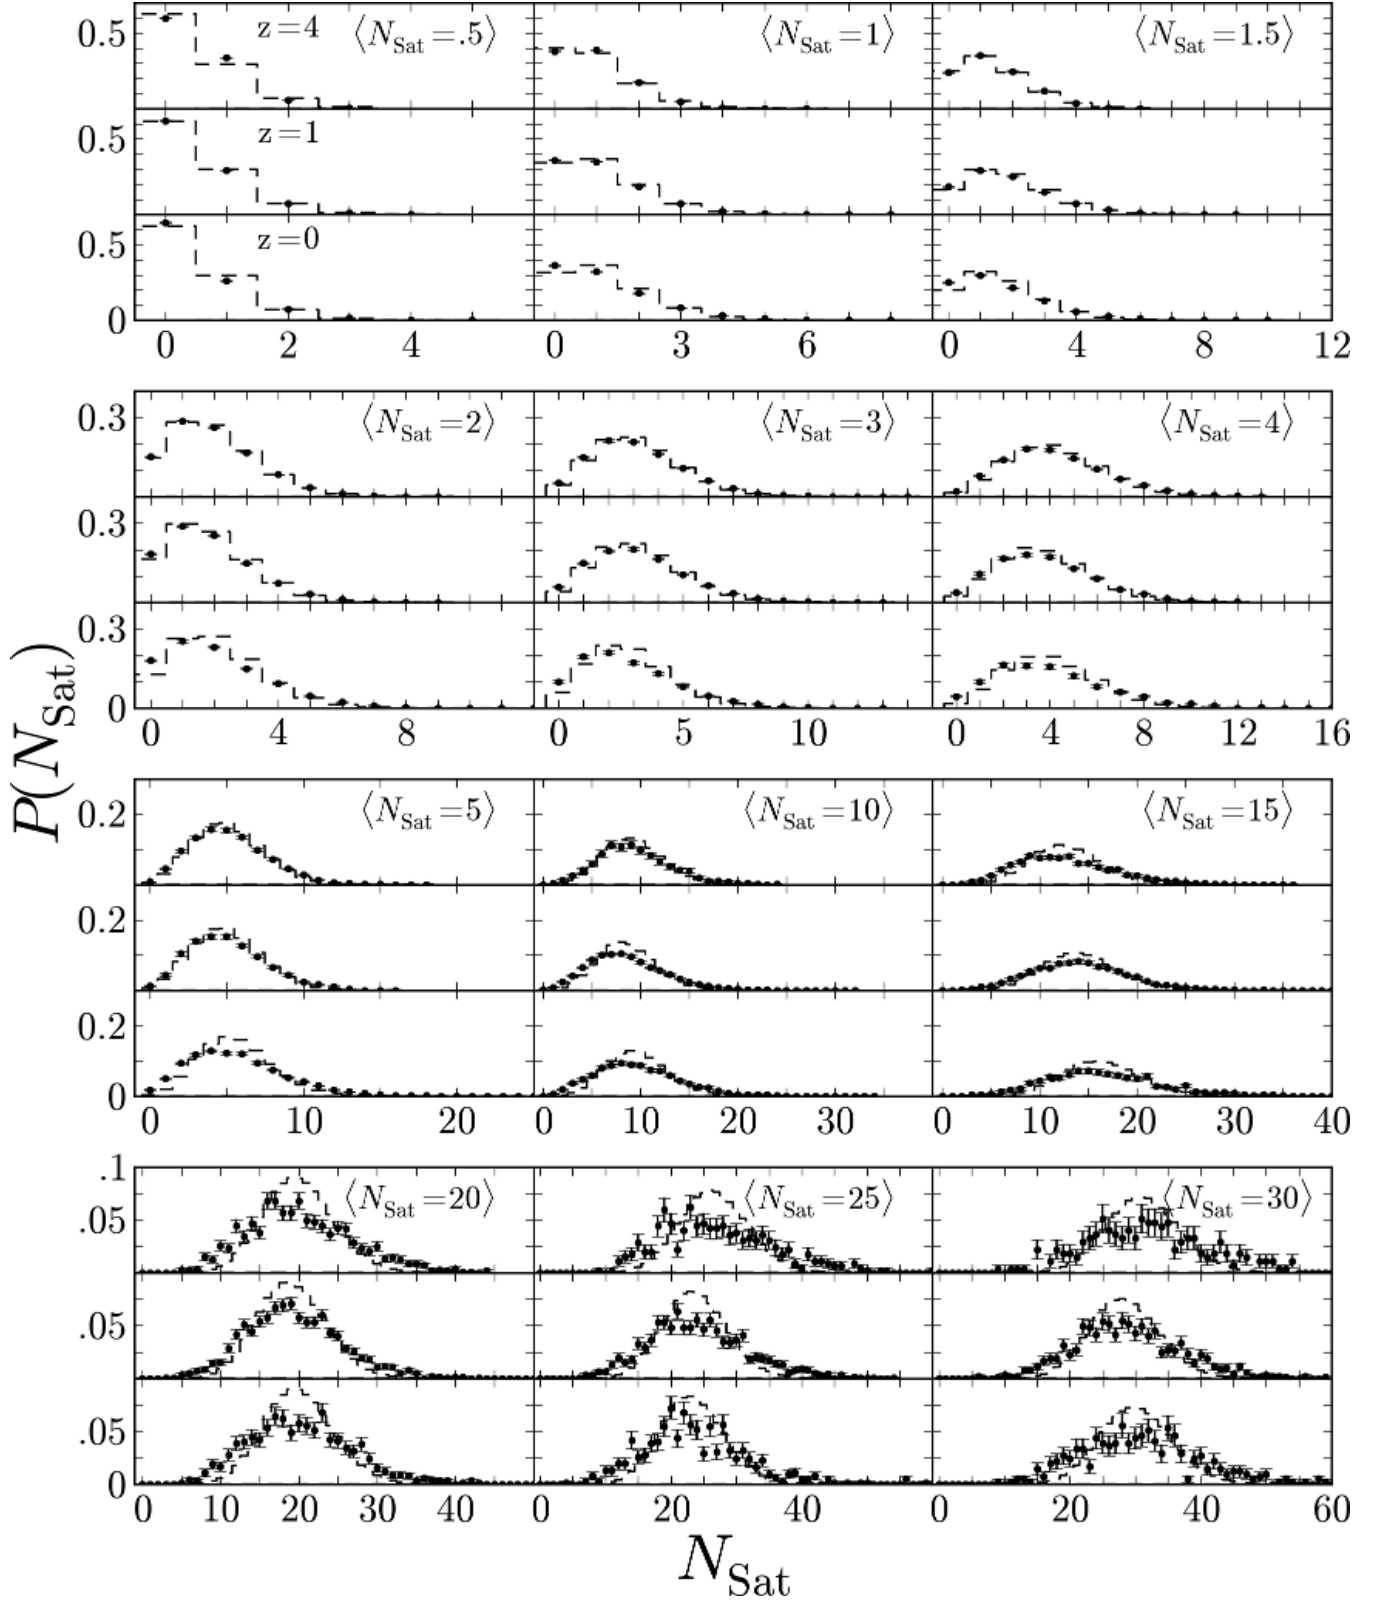 0.5 z=4 ⟨N_Sat=.5⟩ ⟨N_Sat=1⟩ ⟨N_Sat=1.5⟩
0.5 z=1
0.5 z=0
0
0 2 4 0 3 6 0 4 8 12
0.3 ⟨N_Sat=2⟩ ⟨N_Sat=3⟩ ⟨N_Sat=4⟩
0.3
0.3
0
0 4 8 0 5 10 0 4 8 12 16
P(N_Sat)
0.2 ⟨N_Sat=5⟩ ⟨N_Sat=10⟩ ⟨N_Sat=15⟩
0.2
0.2
0
0 10 20 0 10 20 30 0 10 20 30 40
.1
.05 ⟨N_Sat=20⟩ ⟨N_Sat=25⟩ ⟨N_Sat=30⟩
.05
.05
0
0 10 20 30 40 0 20 40 0 20 40 60
N_Sat